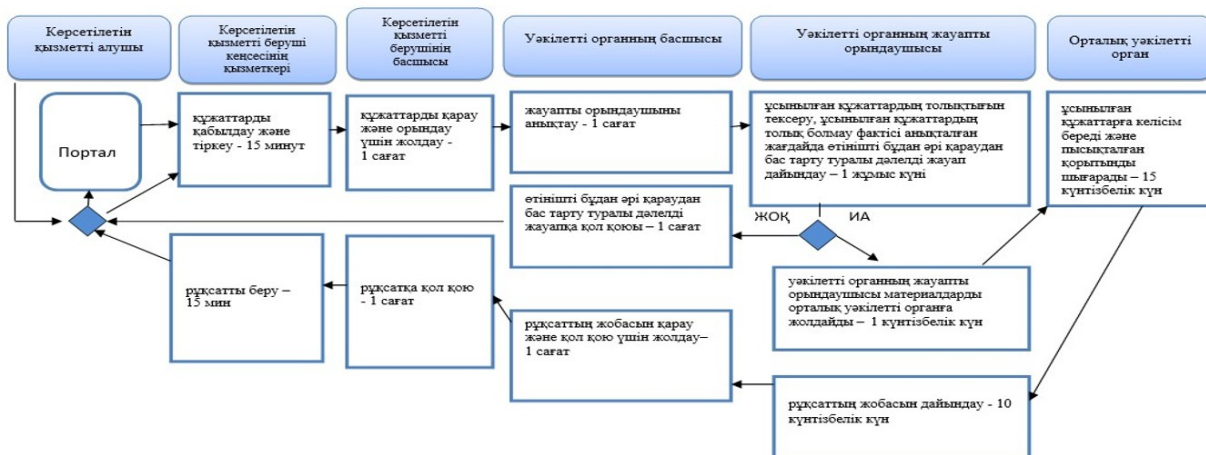 Көрсетілетін
қызметті алушы
Көрсетілетін
қызметті беруші
кеңсесінің
қызметкері
Көрсетілетін
қызметті
берушінің
басшысы
Уәкілетті органның басшысы
Уәкілетті органның жауапты
орындаушысы
Орталық уәкілетті
орган
Портал
құжаттарды
қабылдау және
тіркеу - 15 минут
құжаттарды қарау
және орындау
үшін жолдау -
1 сағат
жауапты орындаушыны
анықтау - 1 сағат
ұсынылған құжаттардың толықтығын
тексеру, ұсынылған құжаттардың
толық болмау фактісі анықталған
жағдайда өтінішті бұдан әрі қараудан
бас тарту туралы дәлелді жауап
дайындау – 1 жұмыс күні
ұсынылған
құжаттарға келісім
береді және
пысықталған
қорытынды
шығарады – 15
күнтізбелік күн
өтінішті бұдан әрі қараудан
бас тарту туралы дәлелді
жауапқа қол қоюы – 1 сағат
ЖОҚ
ИА
уәкілетті органның жауапты
орындаушысы материалдарды
орталық уәкілетті органға
жолдайды – 1 күнтізбелік күн
рұқсатты беру –
15 мин
рұқсатқа қол қою
- 1 сағат
рұқсаттың жобасын қарау
және қол қою үшін жолдау–
1 сағат
рұқсаттың жобасын дайындау - 10
күнтізбелік күн